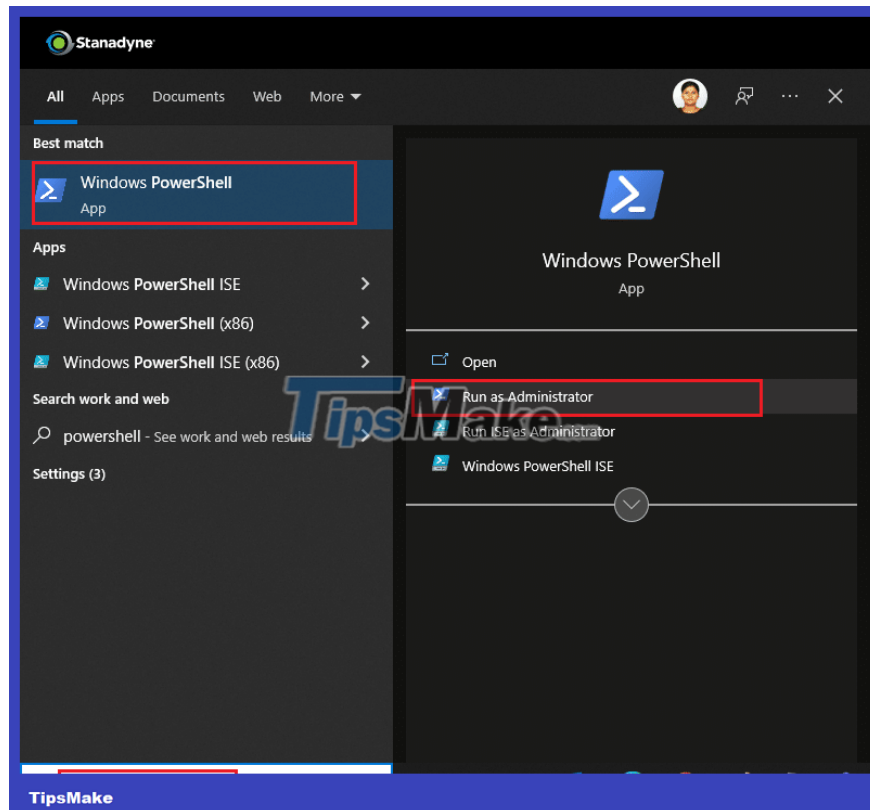 Stanadyne
All Apps Documents Web More
Best match
Windows PowerShell
App
Apps
Windows PowerShell ISE
Windows PowerShell (x86)
Windows PowerShell ISE (x86)
Search work and web
powershell - See work and web results
Settings (3)
Windows PowerShell
App
Open
Run as Administrator
Run ISE as Administrator
Windows PowerShell ISE
TipsMake
TipsMake